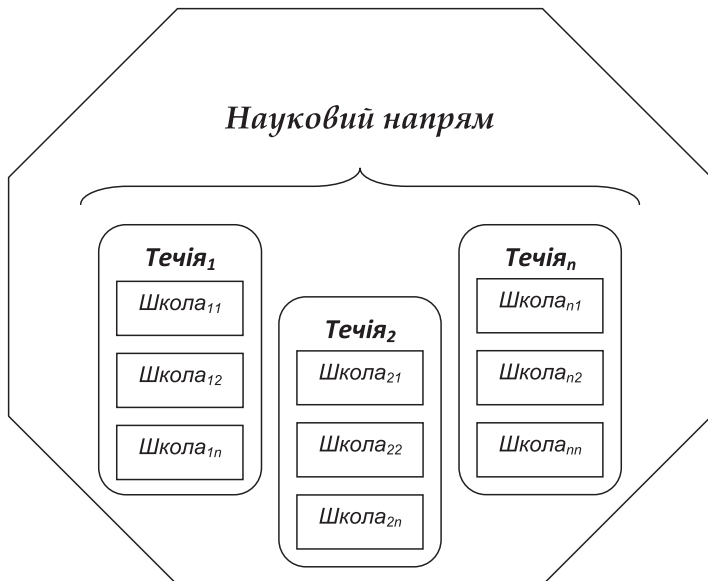 Науковий напрям
Течія₁
Школа₁₁
Школа₁₂
Школа₁ₙ
Течія₂
Школа₂₁
Школа₂₂
Школа₂ₙ
Течіяₙ
Школаₙ₁
Школаₙ₂
Школаₙₙ